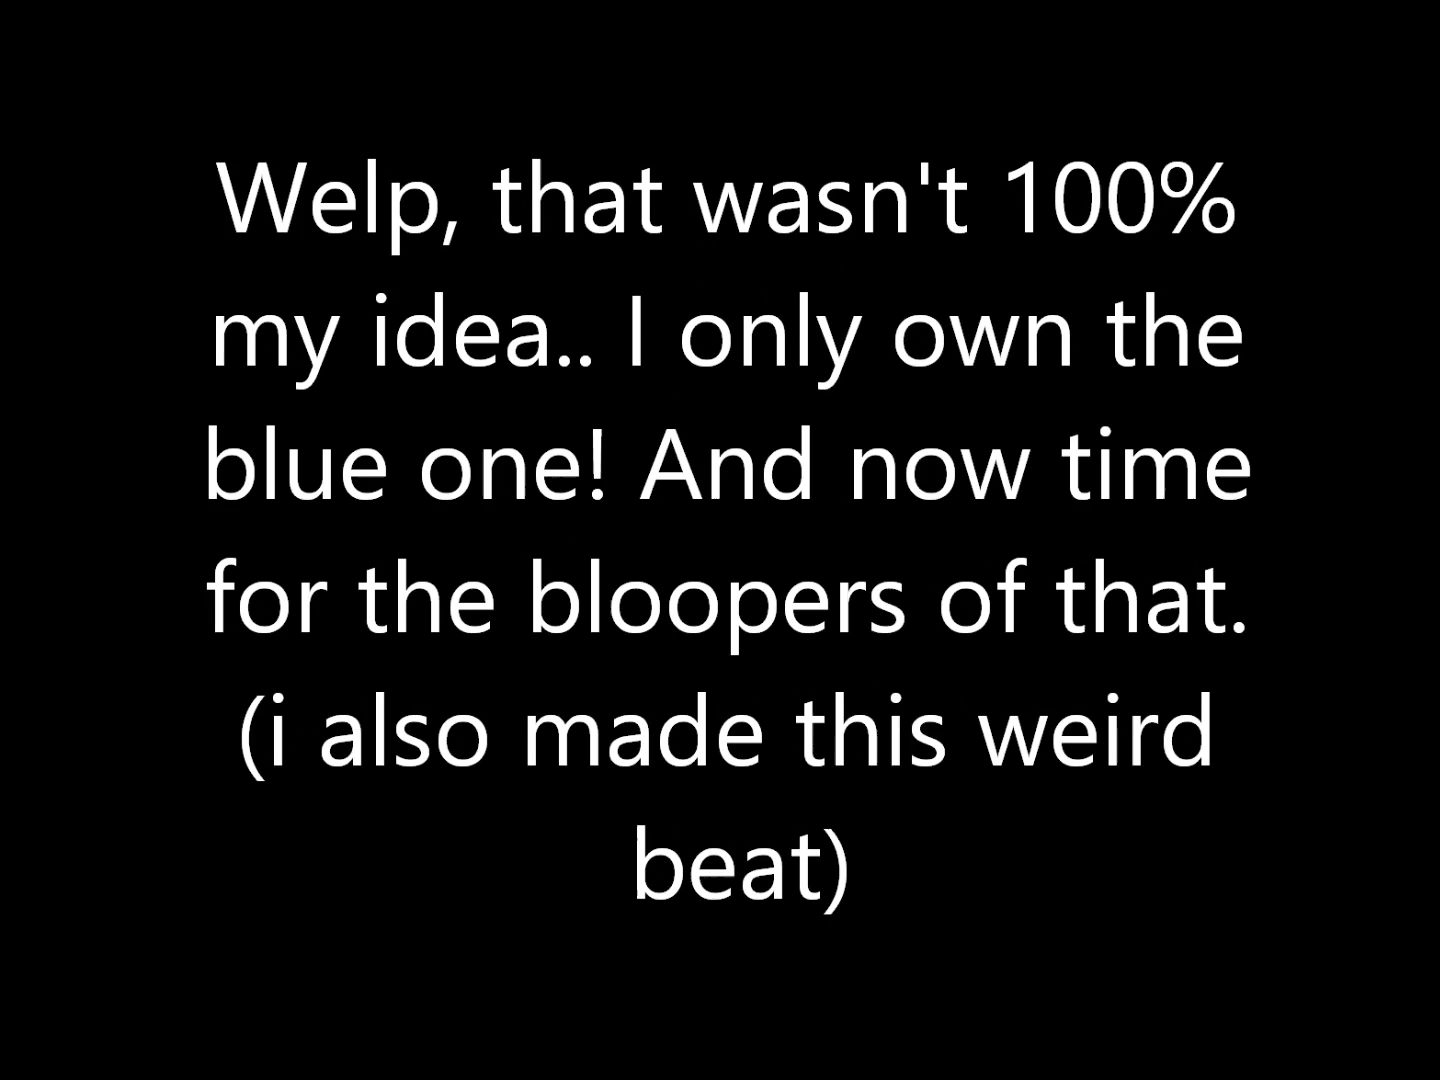 Welp, that wasn't 100%
my idea.. I only own the
blue one! And now time
for the bloopers of that.
(i also made this weird
beat)